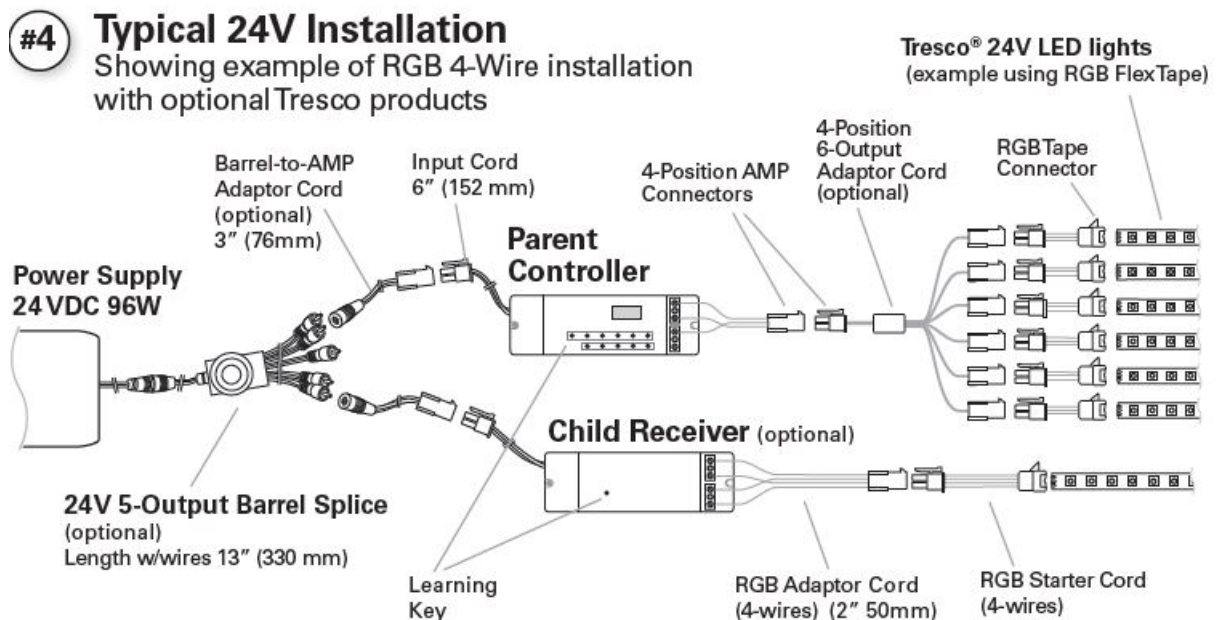 #4
Typical 24V Installation
Showing example of RGB 4-Wire installation
with optional Tresco products
Tresco® 24V LED lights
(example using RGB FlexTape)
Barrel-to-AMP
Adaptor Cord
(optional)
3" (76mm)
Input Cord
6" (152 mm)
4-Position AMP
Connectors
4-Position
6-Output
Adaptor Cord
(optional)
RGB Tape
Connector
Parent
Controller
Power Supply
24 VDC 96W
Child Receiver (optional)
24V 5-Output Barrel Splice
(optional)
Length w/wires 13" (330 mm)
Learning
Key
RGB Adaptor Cord
(4-wires) (2" 50mm)
RGB Starter Cord
(4-wires)